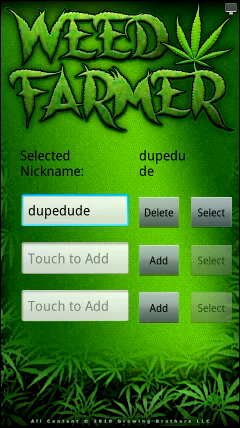 WEED
FARMER
Selected dupedu
Nickname: de
dupedude Delete Select
Touch to Add Add Select
Touch to Add Add Select
All Content © 2010 Growing Brothers LLC